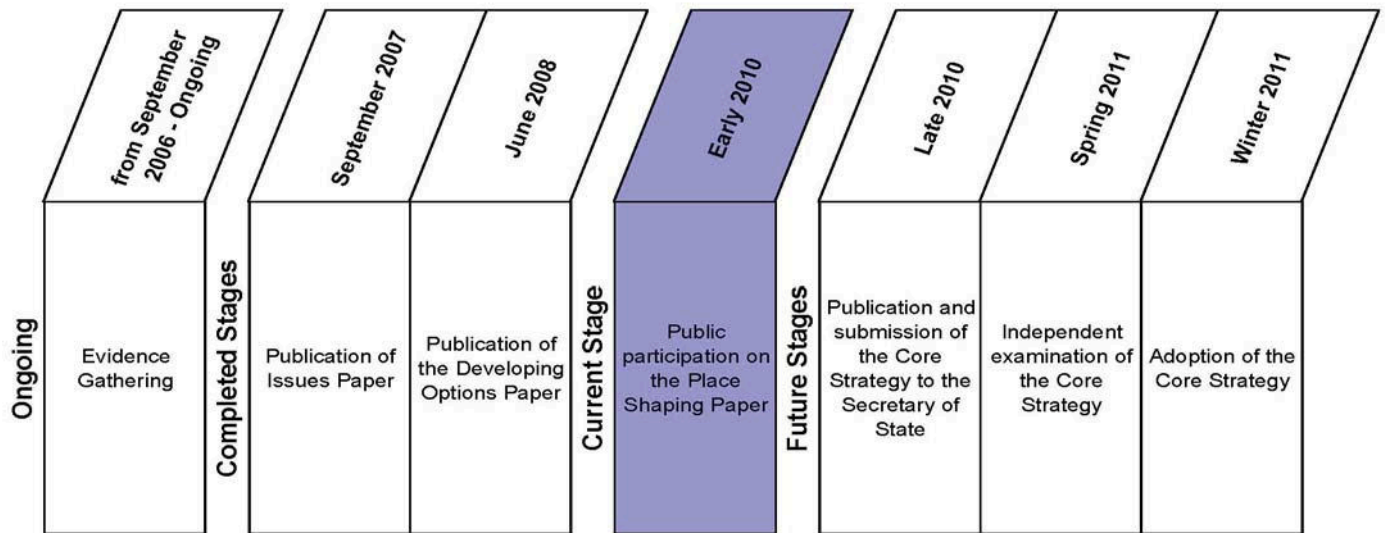 from September
2006 - Ongoing
September 2007
June 2008
Early 2010
Late 2010
Spring 2011
Winter 2011
Ongoing
Evidence
Gathering
Completed Stages
Publication of
Issues Paper
Publication of
the Developing
Options Paper
Current Stage
Public
participation on
the Place
Shaping Paper
Future Stages
Publication and
submission of
the Core
Strategy to the
Secretary of
State
Independent
examination of
the Core
Strategy
Adoption of the
Core Strategy